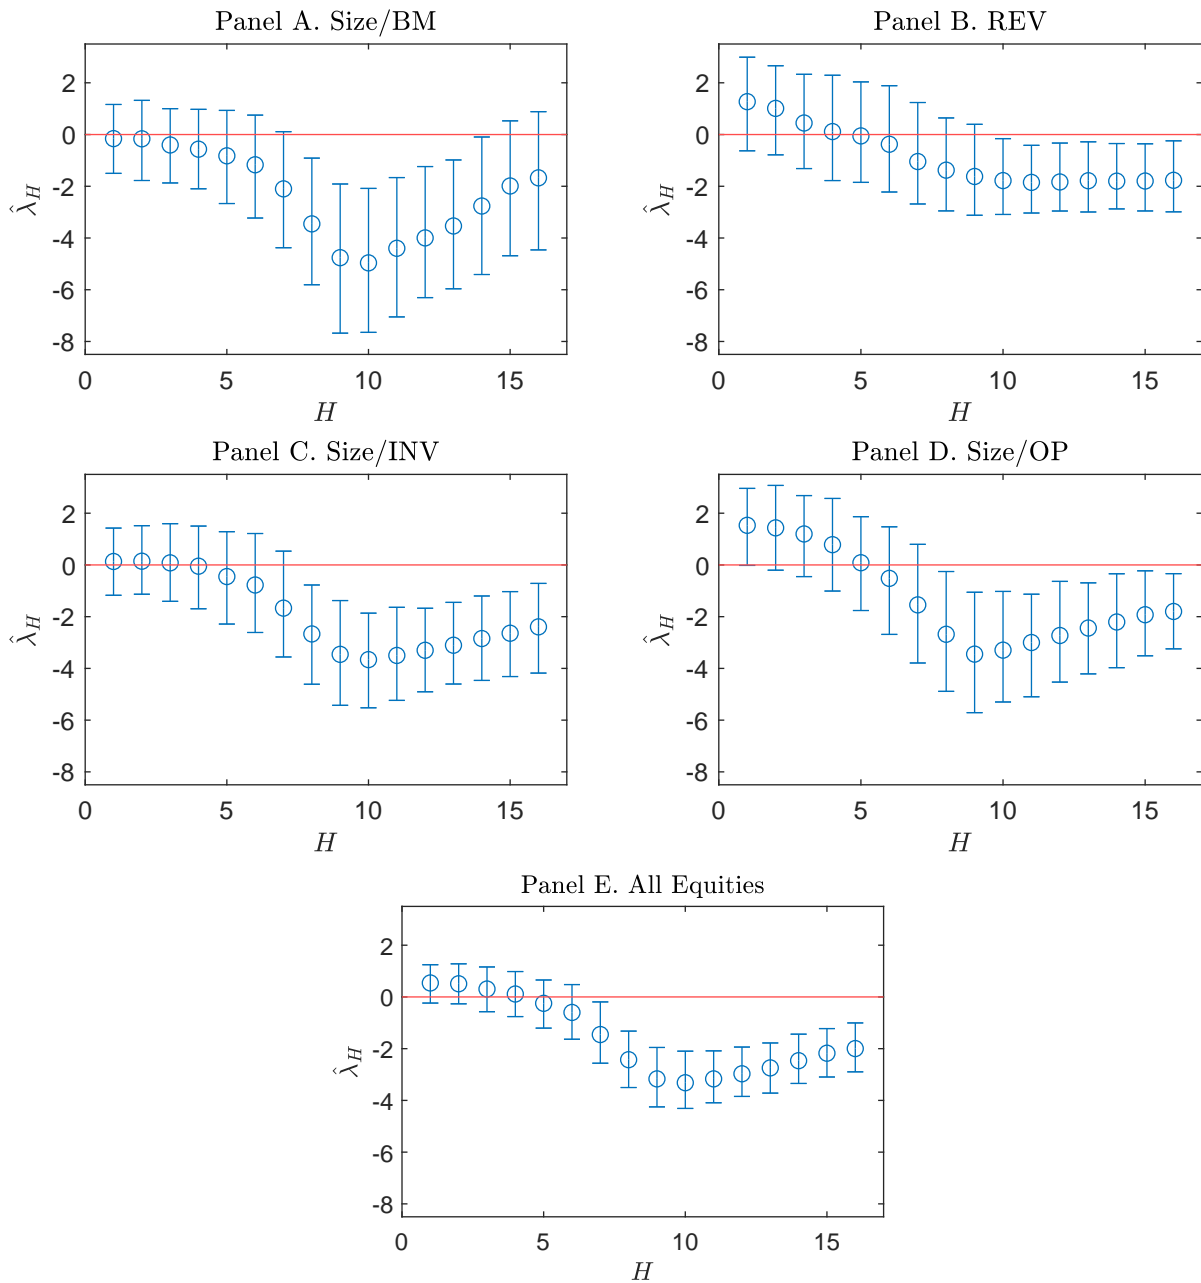 Panel A. Size/BM
2
0
-2
-4
-6
-8
λ̂_H
0 5 10 15
H
Panel B. REV
2
0
-2
-4
-6
-8
λ̂_H
0 5 10 15
H
Panel C. Size/INV
2
0
-2
-4
-6
-8
λ̂_H
0 5 10 15
H
Panel D. Size/OP
2
0
-2
-4
-6
-8
λ̂_H
0 5 10 15
H
Panel E. All Equities
2
0
-2
-4
-6
-8
λ̂_H
0 5 10 15
H